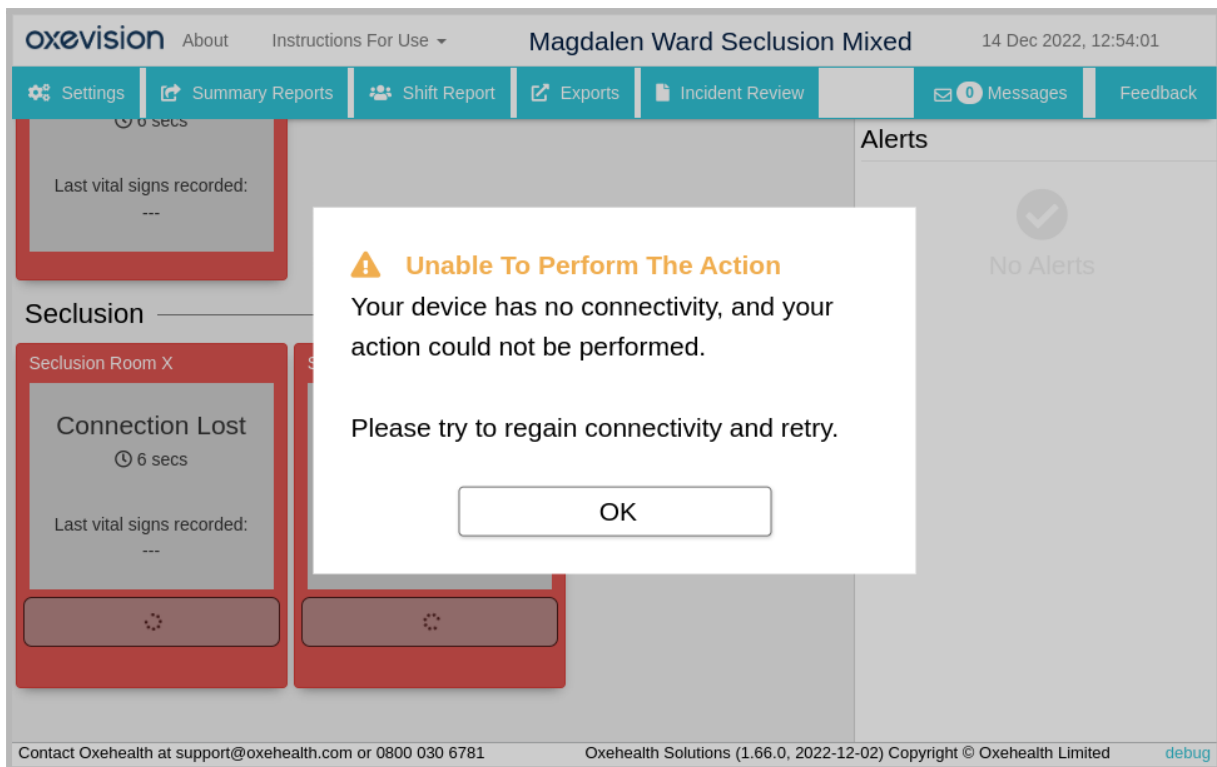 oxevision About Instructions For Use Magdalen Ward Seclusion Mixed 14 Dec 2022, 12:54:01
Settings Summary Reports Shift Report Exports Incident Review 0 Messages Feedback
6 secs
Last vital signs recorded:
---
Alerts
No Alerts
Seclusion
Seclusion Room X
Connection Lost
6 secs
Last vital signs recorded:
---
Unable To Perform The Action
Your device has no connectivity, and your
action could not be performed.
Please try to regain connectivity and retry.
OK
Contact Oxehealth at support@oxehealth.com or 0800 030 6781 Oxehealth Solutions (1.66.0, 2022-12-02) Copyright © Oxehealth Limited debug